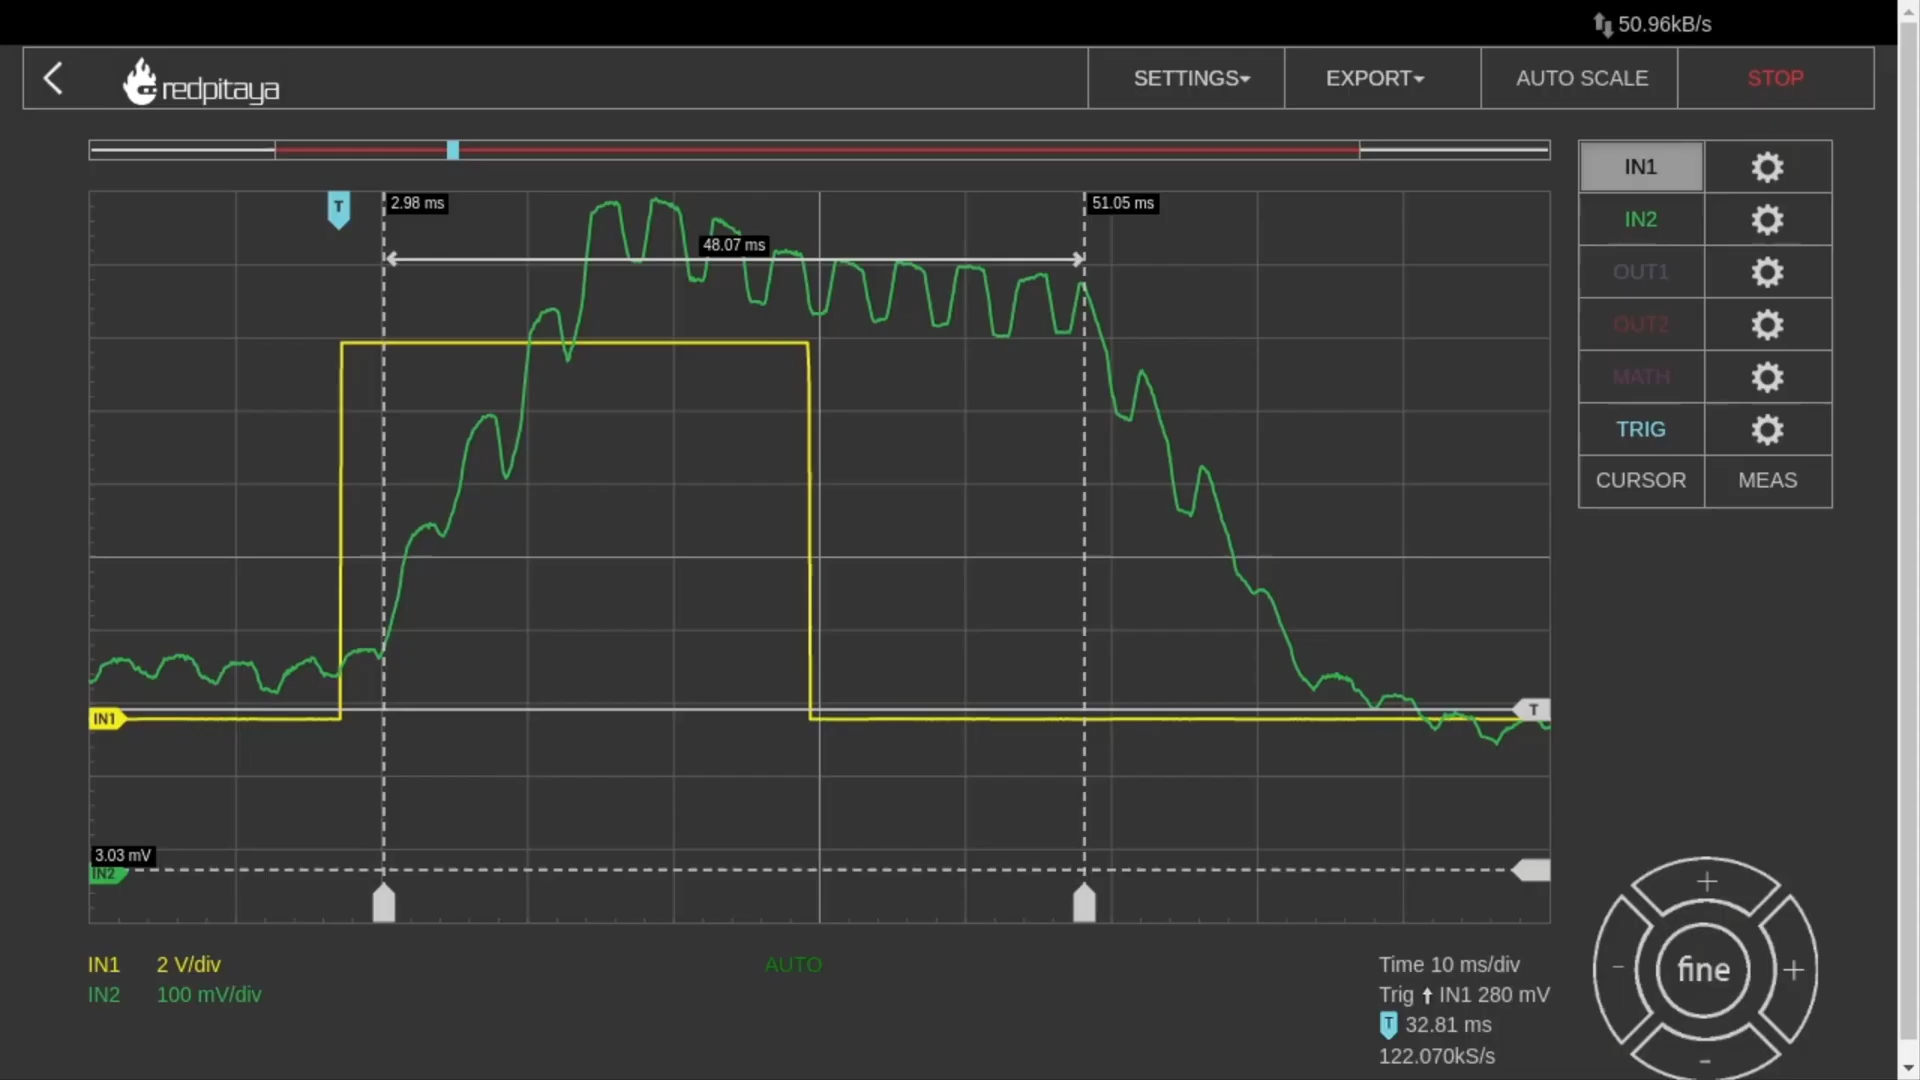 50.96kB/s
redpitaya
SETTINGS
EXPORT
AUTO SCALE
STOP
T
2.98 ms
51.05 ms
48.07 ms
IN1
IN2
OUT1
OUT2
MATH
TRIG
CURSOR
MEAS
IN1
T
3.03 mV
IN2
IN1 2 V/div
IN2 100 mV/div
AUTO
Time 10 ms/div
Trig ↑ IN1 280 mV
T 32.81 ms
122.070kS/s
+
- fine +
-